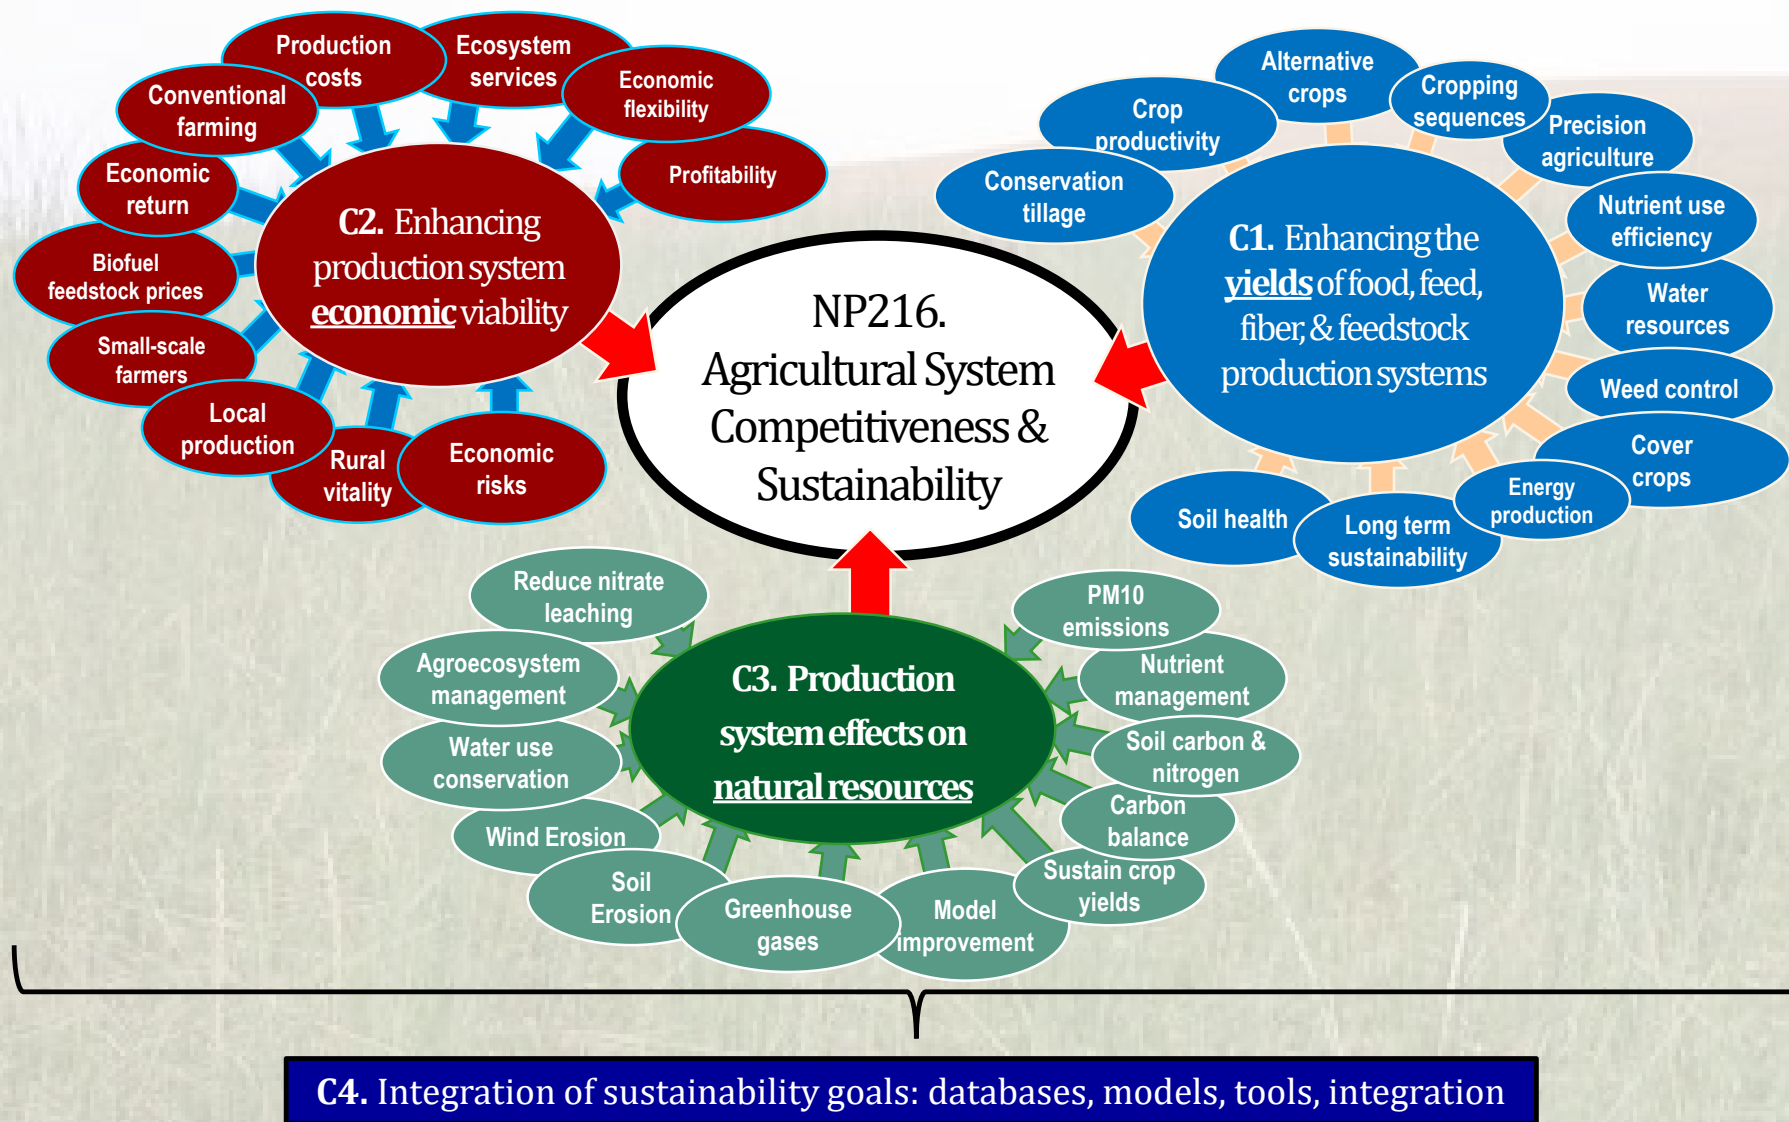 Production
costs
Ecosystem
services
Economic
flexibility
Conventional
farming
Profitability
Economic
return
Biofuel
feedstock prices
Small-scale
farmers
Local
production
Rural
vitality
Economic
risks
C2. Enhancing
production system
economic viability
NP216.
Agricultural System
Competitiveness &
Sustainability
Alternative
crops
Cropping
sequences
Crop
productivity
Precision
agriculture
Conservation
tillage
Nutrient use
efficiency
Water
resources
Weed control
Cover
crops
Energy
production
Long term
sustainability
Soil health
C1. Enhancing the
yields of food, feed,
fiber, & feedstock
production systems
Reduce nitrate
leaching
Agroecosystem
management
Water use
conservation
Wind Erosion
Soil
Erosion
Greenhouse
gases
Model
improvement
Sustain crop
yields
Carbon
balance
Soil carbon &
nitrogen
Nutrient
management
PM10
emissions
C3. Production
system effects on
natural resources
C4. Integration of sustainability goals: databases, models, tools, integration